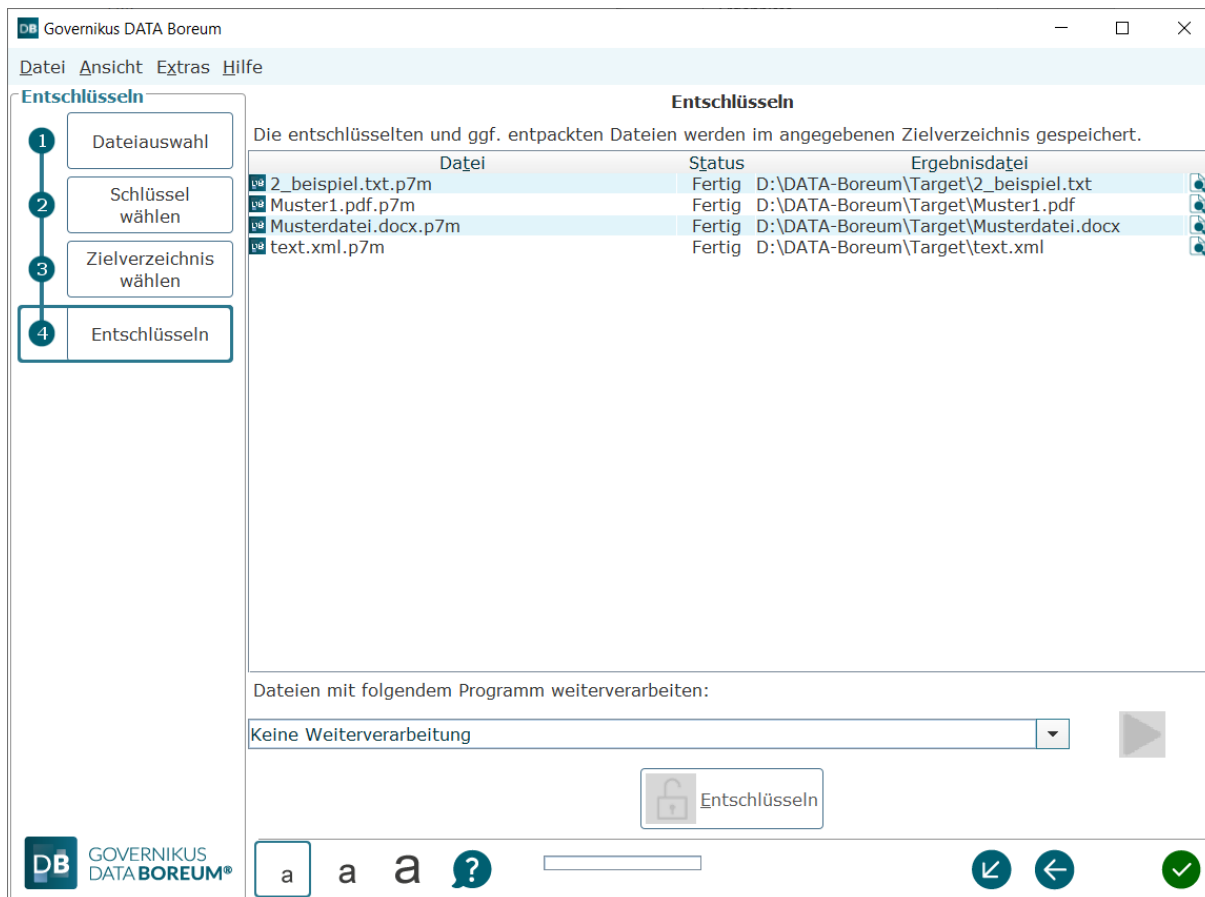 DB Governikus DATA Boreum
Datei Ansicht Extras Hilfe
Entschlüsseln
1 Dateiauswahl
2 Schlüssel
wählen
3 Zielverzeichnis
wählen
4 Entschlüsseln
Entschlüsseln
Die entschlüsselten und ggf. entpackten Dateien werden im angegebenen Zielverzeichnis gespeichert.
Datei Status Ergebnisdatei
2_beispiel.txt.p7m Fertig D:\DATA-Boreum\Target\2_beispiel.txt
Muster1.pdf.p7m Fertig D:\DATA-Boreum\Target\Muster1.pdf
Musterdatei.docx.p7m Fertig D:\DATA-Boreum\Target\Musterdatei.docx
text.xml.p7m Fertig D:\DATA-Boreum\Target\text.xml
Dateien mit folgendem Programm weiterverarbeiten:
Keine Weiterverarbeitung
Entschlüsseln
DB GOVERNIKUS
DATA BOREUM®
a a a ?